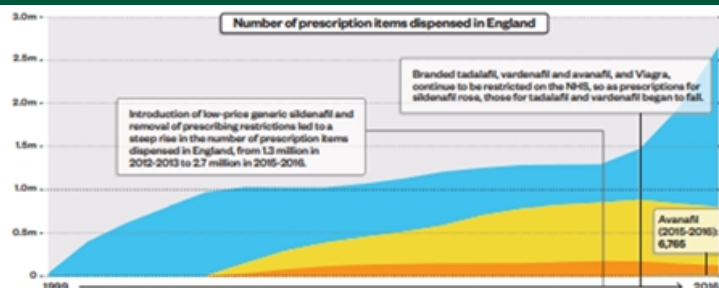 3.0m
Number of prescription items dispensed in England
2.5m
Branded tadalafil, vardenafil and avanafil, and Viagra,
continue to be restricted on the NHS, so as prescriptions for
sildenafil rose, those for tadalafil and vardenafil began to fall.
2.0m
Introduction of low-price generic sildenafil and
removal of prescribing restrictions led to a
steep rise in the number of prescription items
dispensed in England, from 1.3 million in
2012-2013 to 2.7 million in 2015-2016.
1.5m
1.0m
0.5m
Avanafil
(2015-2016):
6,765
0
1999
2016